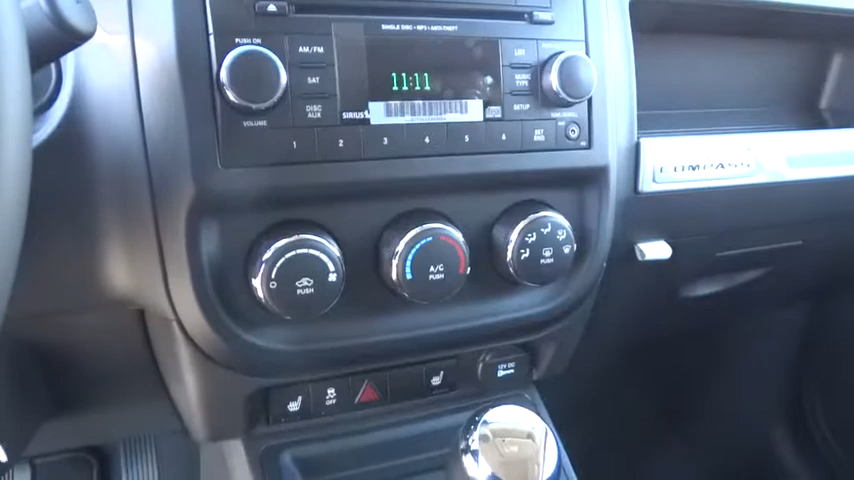 SINGLE DISC - MP3 - ANTI-THEFT
PUSH ON
AM/FM
SAT
DISC
AUX
VOLUME
11:11
SIRIUS
LIST
MUSIC
TYPE
SETUP
1
2
3
4
5
6
SET
RND
COMPASS
PUSH
A/C
PUSH
PUSH
OFF
12V DC